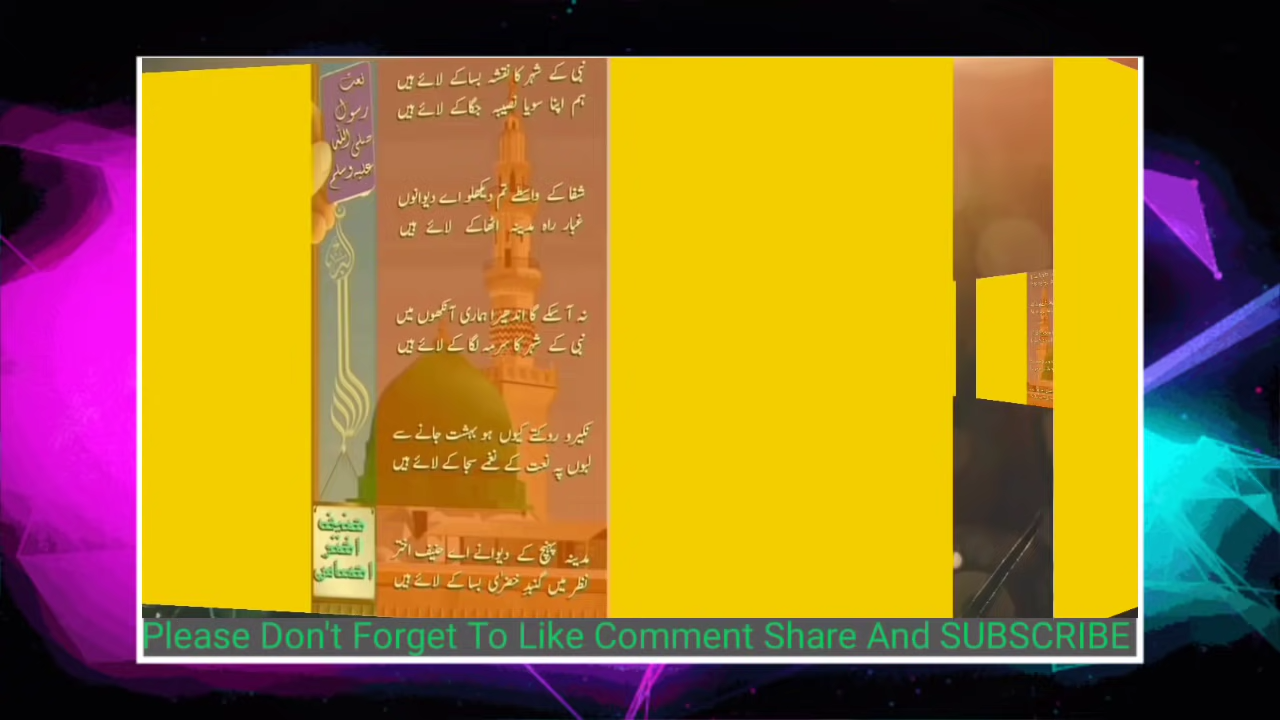 نعت
رسول
صلی اللہ
علیہ وسلم
نبی کے شہر کا نقشہ بسا کے لائے ہیں
ہم اپنا سویا نصیبہ جگا کے لائے ہیں
شفا کے واسطے تم دیکھلو اے دیوانوں
غبار راہ مدینہ اٹھا کے لائے ہیں
نہ آ سکے گا اندھیرا ہماری آنکھوں میں
نبی کے شہر کا سرمہ لگا کے لائے ہیں
نکیرو روکتے کیوں ہو بہشت جانے سے
لبوں پہ نعت کے نغمے سجا کے لائے ہیں
مدینہ پہنچ کے دیوانے اے حنیف اختر
نظر میں گنبد خضریٰ بسا کے لائے ہیں
حنیف
اختر
Please Don't Forget To Like Comment Share And SUBSCRIBE